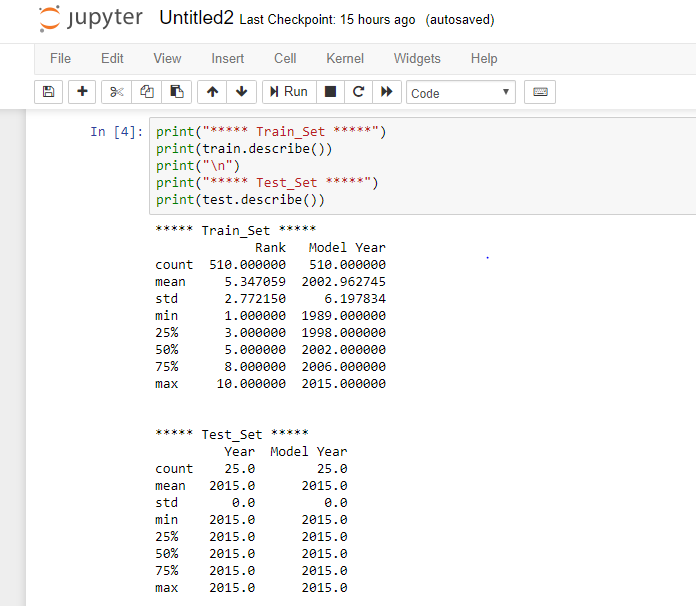 jupyter Untitled2 Last Checkpoint: 15 hours ago (autosaved)
File Edit View Insert Cell Kernel Widgets Help
Run Code
In [4]: print("***** Train_Set *****")
print(train.describe())
print("\n")
print("***** Test_Set *****")
print(test.describe())
***** Train_Set *****
Rank Model Year
count 510.000000 510.000000
mean 5.347059 2002.962745
std 2.772150 6.197834
min 1.000000 1989.000000
25% 3.000000 1998.000000
50% 5.000000 2002.000000
75% 8.000000 2006.000000
max 10.000000 2015.000000
***** Test_Set *****
Year Model Year
count 25.0 25.0
mean 2015.0 2015.0
std 0.0 0.0
min 2015.0 2015.0
25% 2015.0 2015.0
50% 2015.0 2015.0
75% 2015.0 2015.0
max 2015.0 2015.0